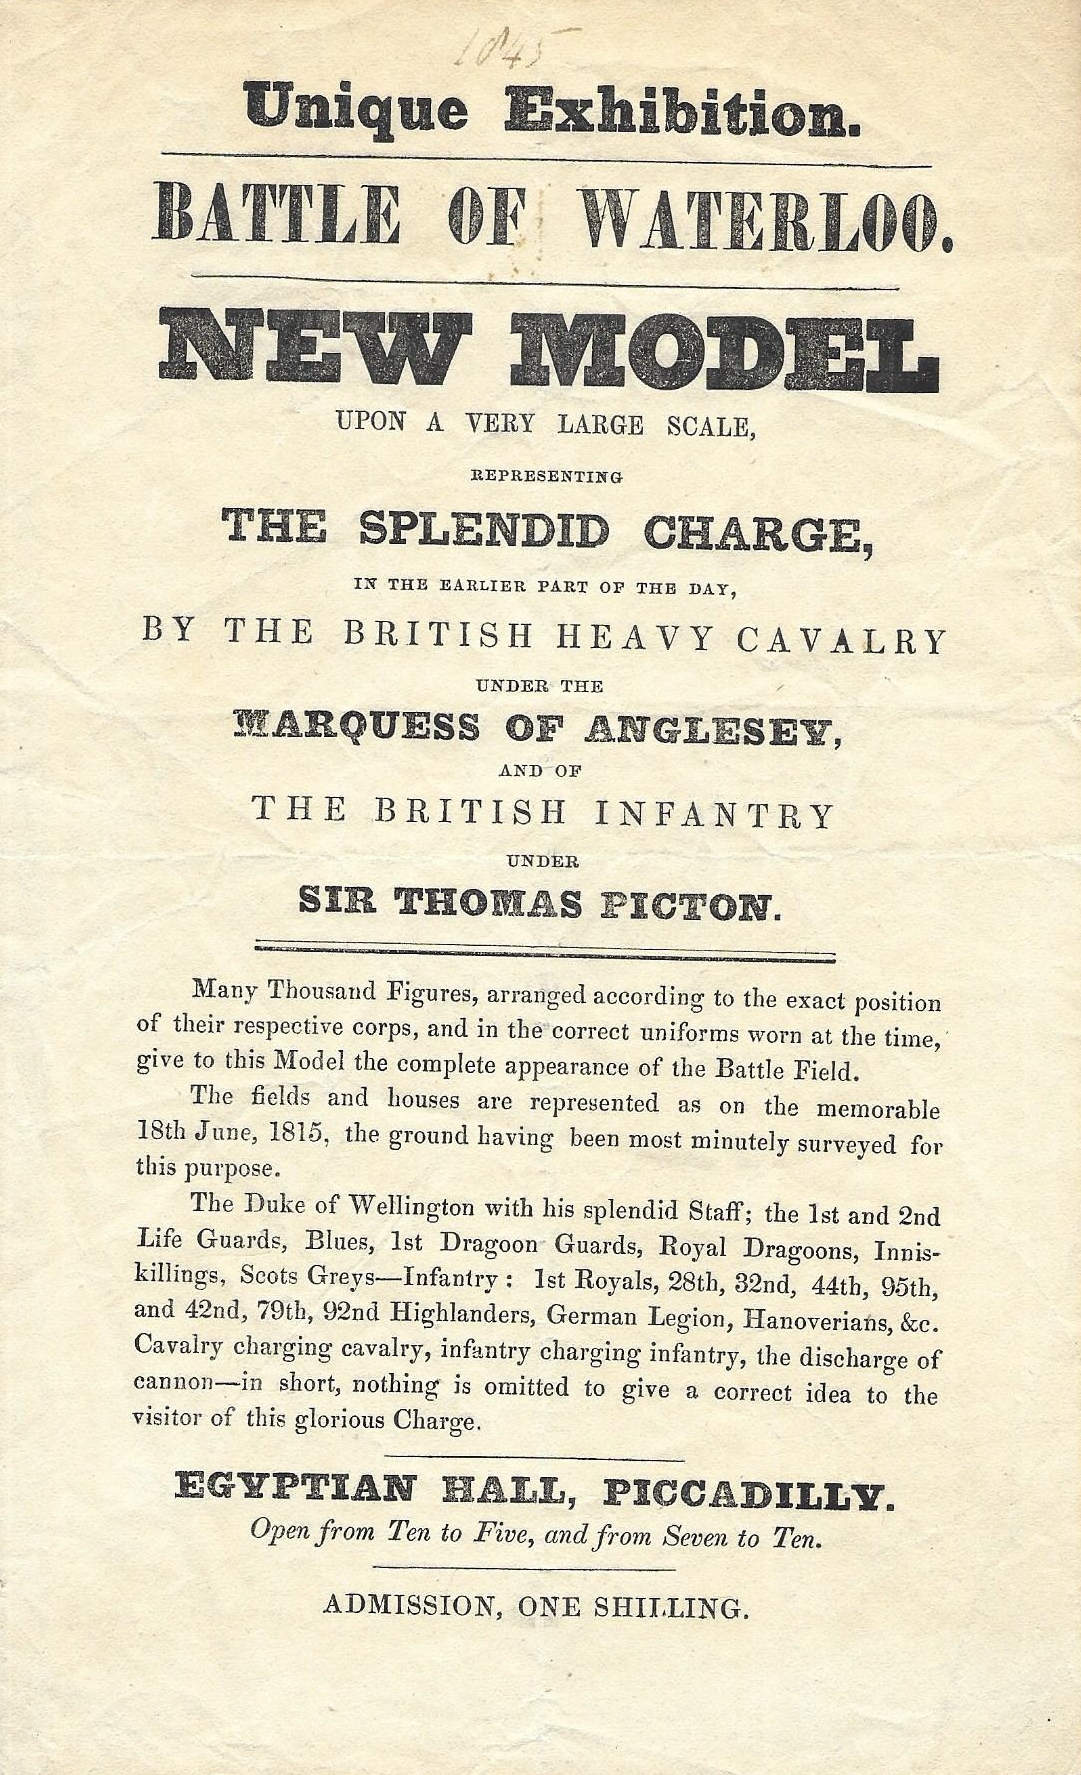 1845
Unique Exhibition.
BATTLE OF WATERLOO.
NEW MODEL
UPON A VERY LARGE SCALE,
REPRESENTING
THE SPLENDID CHARGE,
IN THE EARLIER PART OF THE DAY,
BY THE BRITISH HEAVY CAVALRY
UNDER THE
MARQUESS OF ANGLESEY,
AND OF
THE BRITISH INFANTRY
UNDER
SIR THOMAS PICTON.
Many Thousand Figures, arranged according to the exact position
of their respective corps, and in the correct uniforms worn at the time,
give to this Model the complete appearance of the Battle Field.
The fields and houses are represented as on the memorable
18th June, 1815, the ground having been most minutely surveyed for
this purpose.
The Duke of Wellington with his splendid Staff; the 1st and 2nd
Life Guards, Blues, 1st Dragoon Guards, Royal Dragoons, Innis-
killings, Scots Greys—Infantry: 1st Royals, 28th, 32nd, 44th, 95th,
and 42nd, 79th, 92nd Highlanders, German Legion, Hanoverians, &c.
Cavalry charging cavalry, infantry charging infantry, the discharge of
cannon—in short, nothing is omitted to give a correct idea to the
visitor of this glorious Charge.
EGYPTIAN HALL, PICCADILLY.
Open from Ten to Five, and from Seven to Ten.
ADMISSION, ONE SHILLING.